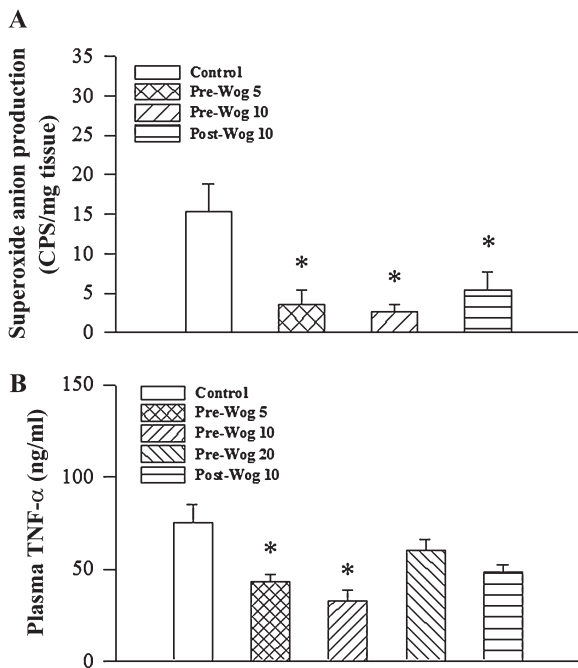 A
Superoxide anion production
(CPS/mg tissue)
35
30
25
20
15
10
5
0
Control
Pre-Wog 5
Pre-Wog 10
Post-Wog 10
*
*
*
B
Plasma TNF-α (ng/ml)
150
100
50
0
Control
Pre-Wog 5
Pre-Wog 10
Pre-Wog 20
Post-Wog 10
*
*